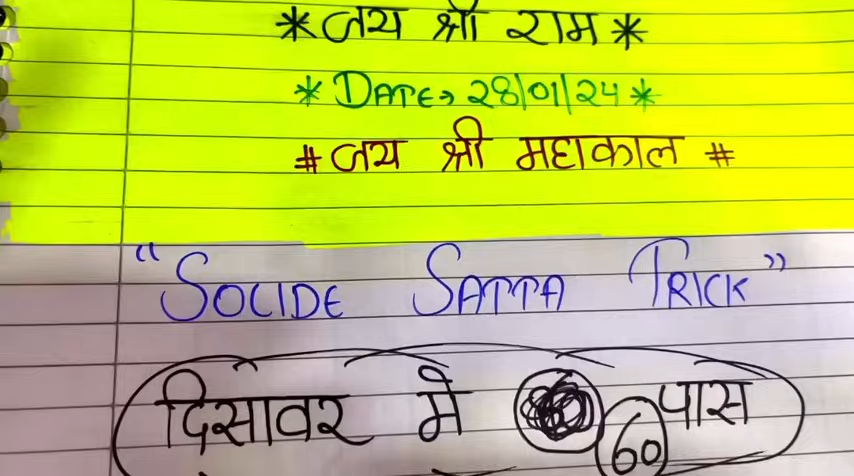 *जय श्री राम*
* DATE→ 28/01/24 *
# जय श्री महाकाल #
"SOLIDE SATTA TRICK"
दिसावर मे 60 पास